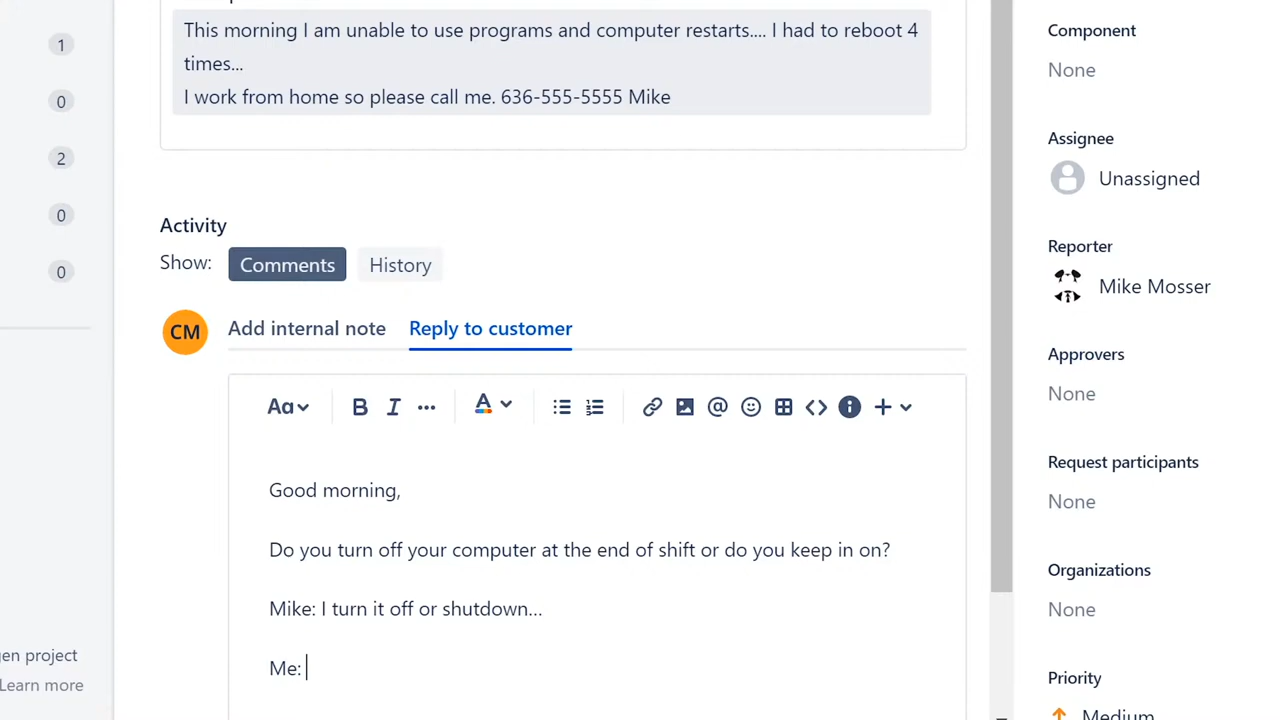 This morning I am unable to use programs and computer restarts.... I had to reboot 4
times...
I work from home so please call me. 636-555-5555 Mike
1
0
2
0
0
Activity
Show:
Comments
History
CM
Add internal note
Reply to customer
Aa
B
I
A
Good morning,
Do you turn off your computer at the end of shift or do you keep in on?
Mike: I turn it off or shutdown...
Me:
en project
Learn more
Component
None
Assignee
Unassigned
Reporter
Mike Mosser
Approvers
None
Request participants
None
Organizations
None
Priority
Medium